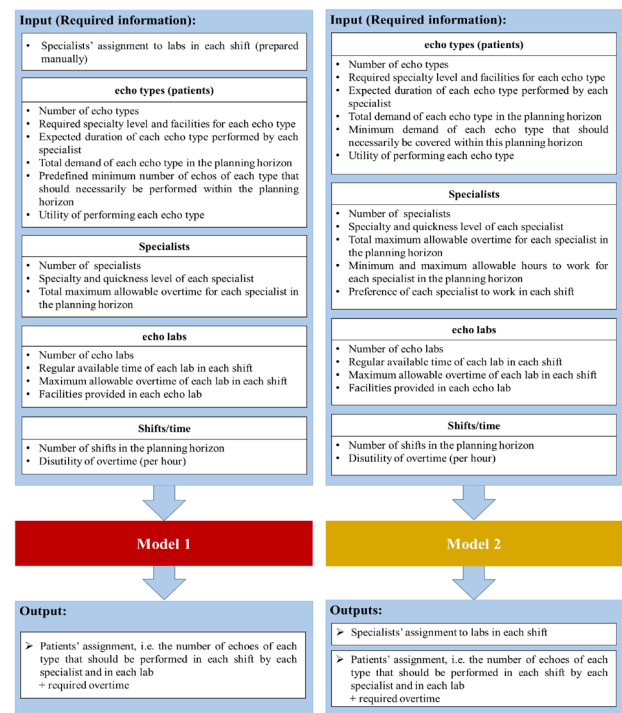 Input (Required information):
• Specialists' assignment to labs in each shift (prepared
manually)
echo types (patients)
• Number of echo types
• Required specialty level and facilities for each echo type
• Expected duration of each echo type performed by each
specialist
• Total demand of each echo type in the planning horizon
• Predefined minimum number of echos of each type that
should necessarily be performed within the planning
horizon
• Utility of performing each echo type
Specialists
• Number of specialists
• Specialty and quickness level of each specialist
• Total maximum allowable overtime for each specialist in
the planning horizon
echo labs
• Number of echo labs
• Regular available time of each lab in each shift
• Maximum allowable overtime of each lab in each shift
• Facilities provided in each echo lab
Shifts/time
• Number of shifts in the planning horizon
• Disutility of overtime (per hour)
Model 1
Output:
➢ Patients' assignment, i.e. the number of echoes of each
type that should be performed in each shift by each
specialist and in each lab
+ required overtime
Input (Required information):
echo types (patients)
• Number of echo types
• Required specialty level and facilities for each echo type
• Expected duration of each echo type performed by each
specialist
• Total demand of each echo type in the planning horizon
• Minimum demand of each echo type that should
necessarily be covered within this planning horizon
• Utility of performing each echo type
Specialists
• Number of specialists
• Specialty and quickness level of each specialist
• Total maximum allowable overtime for each specialist in
the planning horizon
• Minimum and maximum allowable hours to work for
each specialist in the planning horizon
• Preference of each specialist to work in each shift
echo labs
• Number of echo labs
• Regular available time of each lab in each shift
• Maximum allowable overtime of each lab in each shift
• Facilities provided in each echo lab
Shifts/time
• Number of shifts in the planning horizon
• Disutility of overtime (per hour)
Model 2
Outputs:
➢ Specialists' assignment to labs in each shift
➢ Patients' assignment, i.e. the number of echoes of each
type that should be performed in each shift by each
specialist and in each lab
+ required overtime